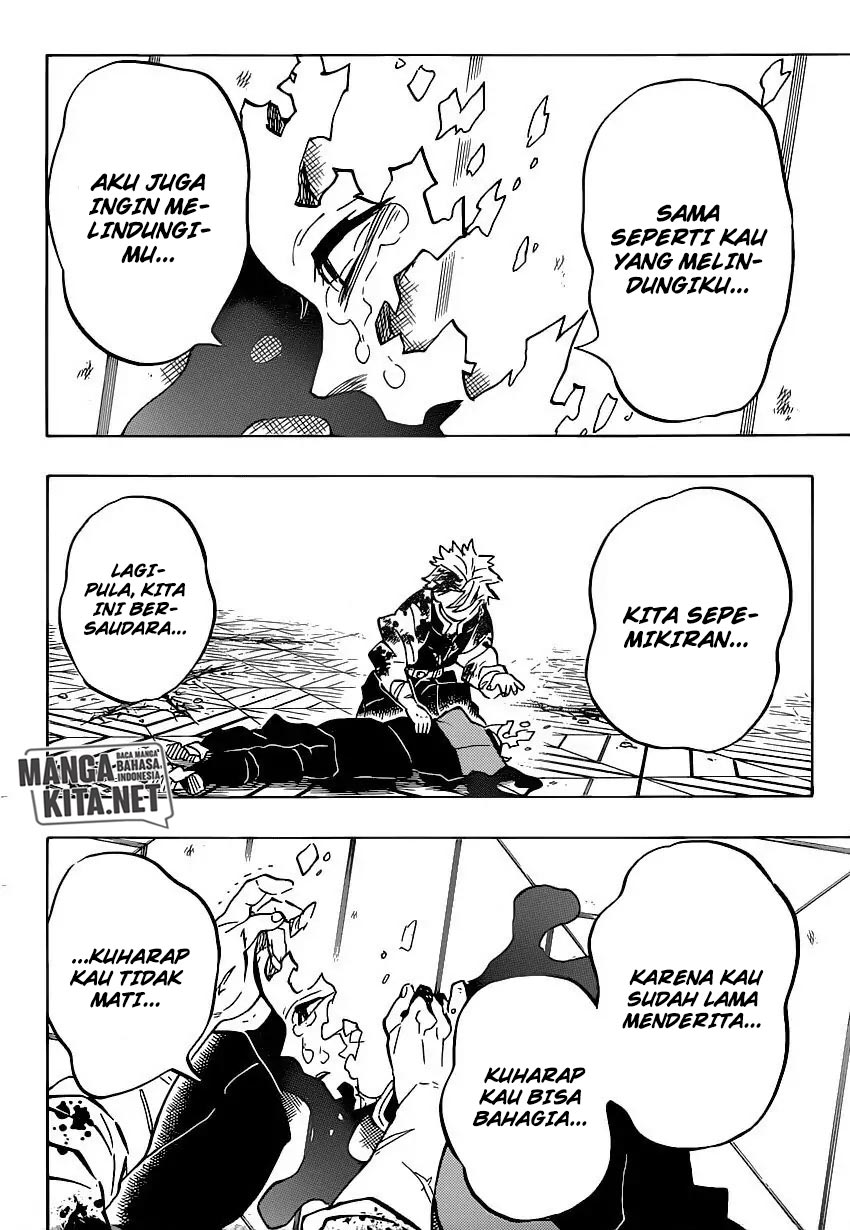 SAMA
SEPERTI KAU
YANG MELIN-
DUNGIKU...
AKU JUGA
INGIN ME-
LINDUNGI-
MU...
KITA SEPE-
MIKIRAN...
LAGI-
PULA, KITA
INI BER-
SAUDARA...
MANGA
BACA MANGA
BAHASA
INDONESIA
KITA.NET
KARENA KAU
SUDAH LAMA
MENDERITA...
KUHARAP
KAU BISA
BAHAGIA...
...KUHARAP
KAU TIDAK
MATI...